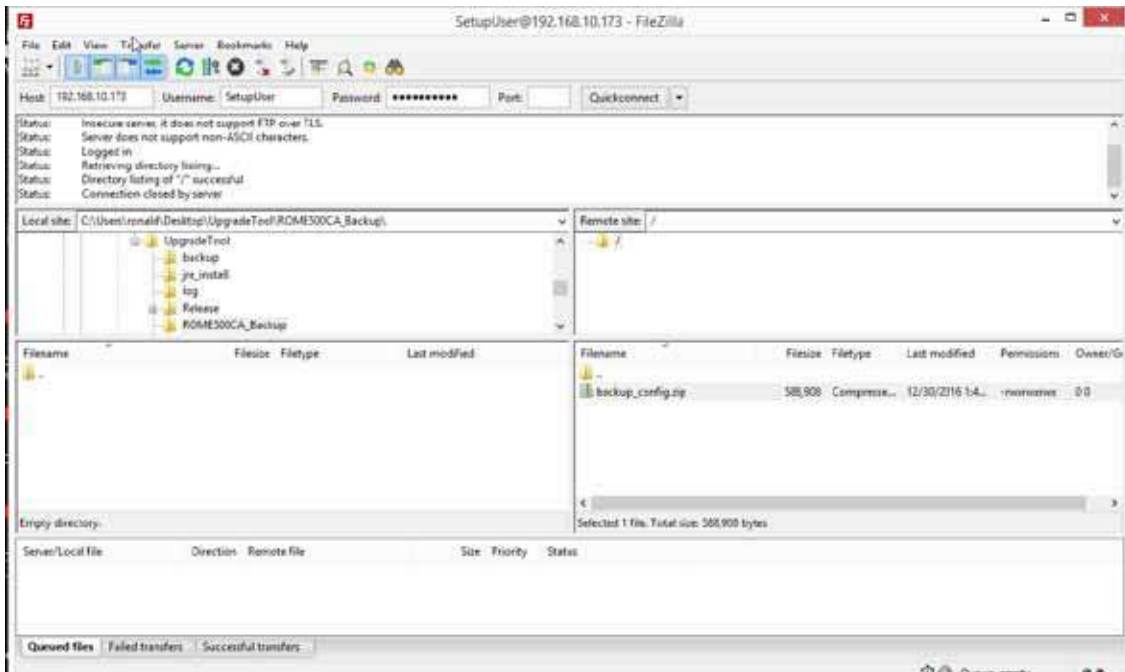 SetupUser@192.168.10.173 - FileZilla
File Edit View Transfer Server Bookmarks Help
Host: 192.168.10.173 Username: SetupUser Password: •••••••••• Port: Quickconnect
Status: Insecure server, it does not support FTP over TLS.
Status: Server does not support non-ASCII characters.
Status: Logged in
Status: Retrieving directory listing...
Status: Directory listing of "/" successful
Status: Connection closed by server
Local site: C:\Users\ronald\Desktop\UpgradeTool\ROME500CA_Backup\ Remote site: /
UpgradeTool /
backup
jre_install
log
Release
ROME500CA_Backup
Filename Filesize Filetype Last modified Filename Filesize Filetype Last modified Permissions Owner/G
.. ..
backup_config.zip 588,908 Compresse... 12/30/2016 1:4... -rwxrwxrwx 0 0
Empty directory. Selected 1 file. Total size: 588,908 bytes
Server/Local file Direction Remote file Size Priority Status
Queued files Failed transfers Successful transfers